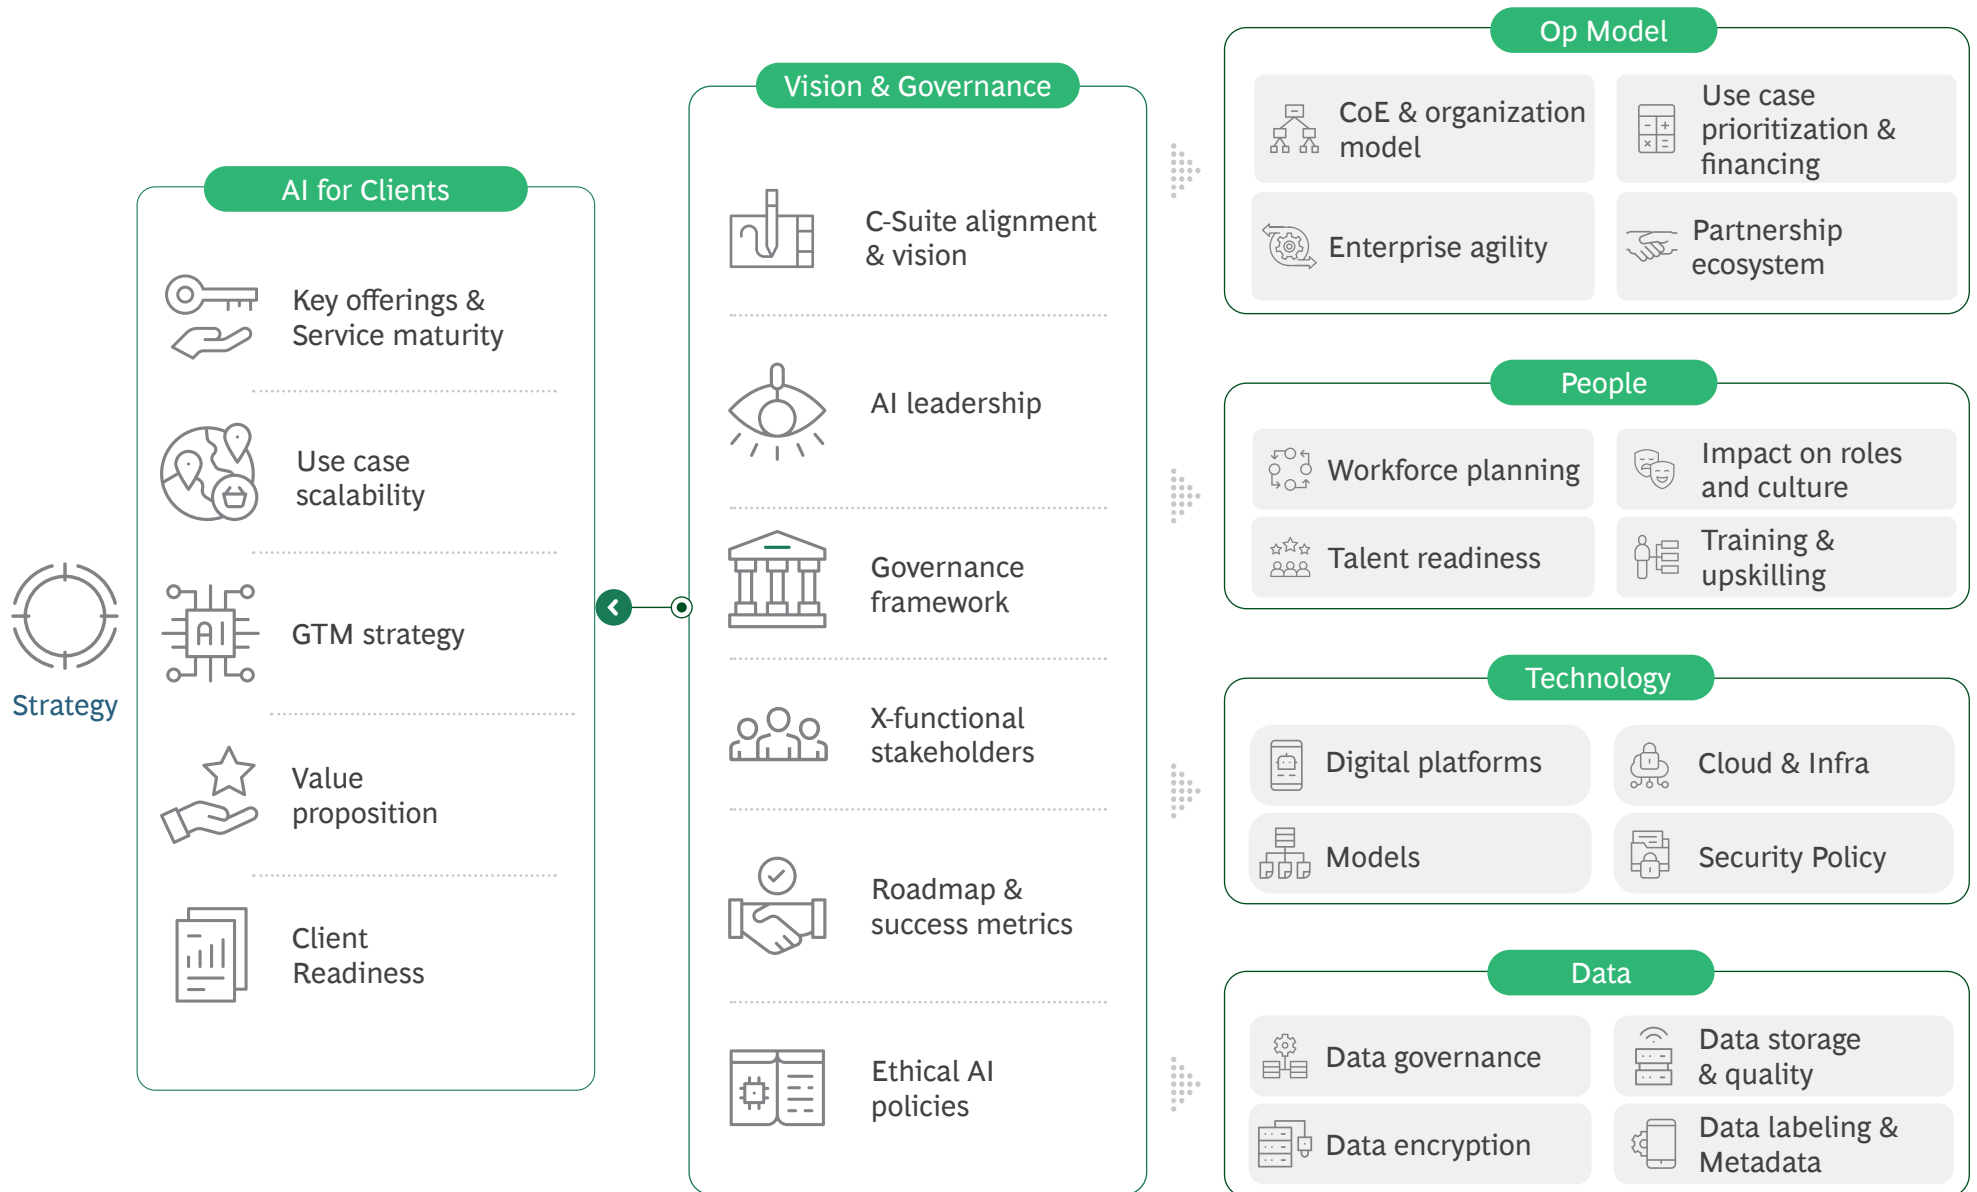 Strategy
AI for Clients
Key offerings &
Service maturity
Use case
scalability
AI
GTM strategy
Value
proposition
Client
Readiness
Vision & Governance
C-Suite alignment
& vision
AI leadership
Governance
framework
X-functional
stakeholders
Roadmap &
success metrics
Ethical AI
policies
Op Model
CoE & organization
model
Use case
prioritization &
financing
Enterprise agility
Partnership
ecosystem
People
Workforce planning
Impact on roles
and culture
Talent readiness
Training &
upskilling
Technology
Digital platforms
Cloud & Infra
Models
Security Policy
Data
Data governance
Data storage
& quality
Data encryption
Data labeling &
Metadata